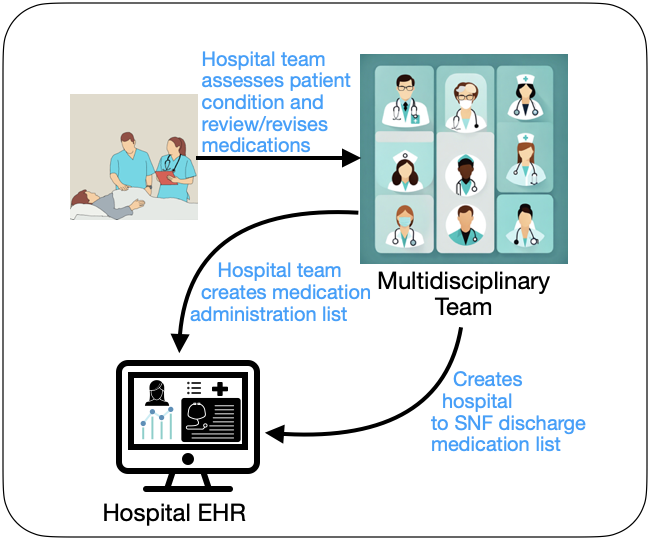 Hospital team
assesses patient
condition and
review/revises
medications
Multidisciplinary
Team
Hospital team
creates medication
administration list
Creates
hospital
to SNF discharge
medication list
Hospital EHR